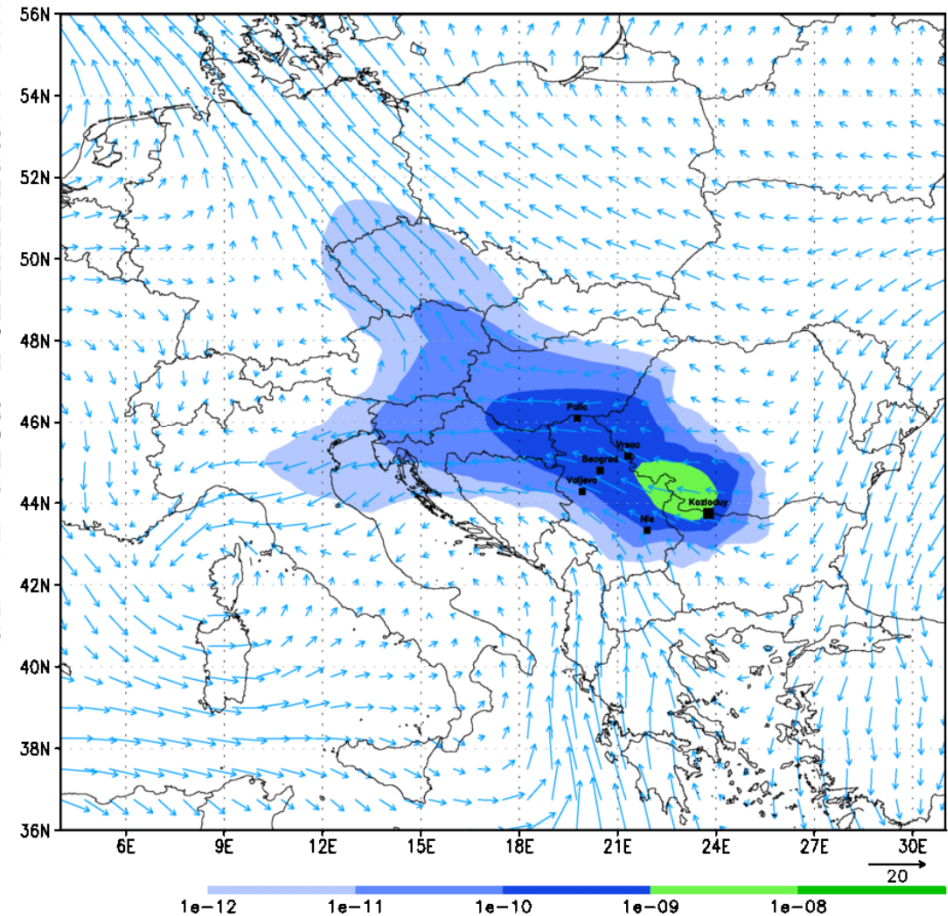 56N
54N
52N
50N
48N
46N
Palic
Vrsac
Beograd
Valjevo
44N
Kozloduy
Nis
42N
40N
38N
36N
6E 9E 12E 15E 18E 21E 24E 27E 30E
20
1e-12 1e-11 1e-10 1e-09 1e-08